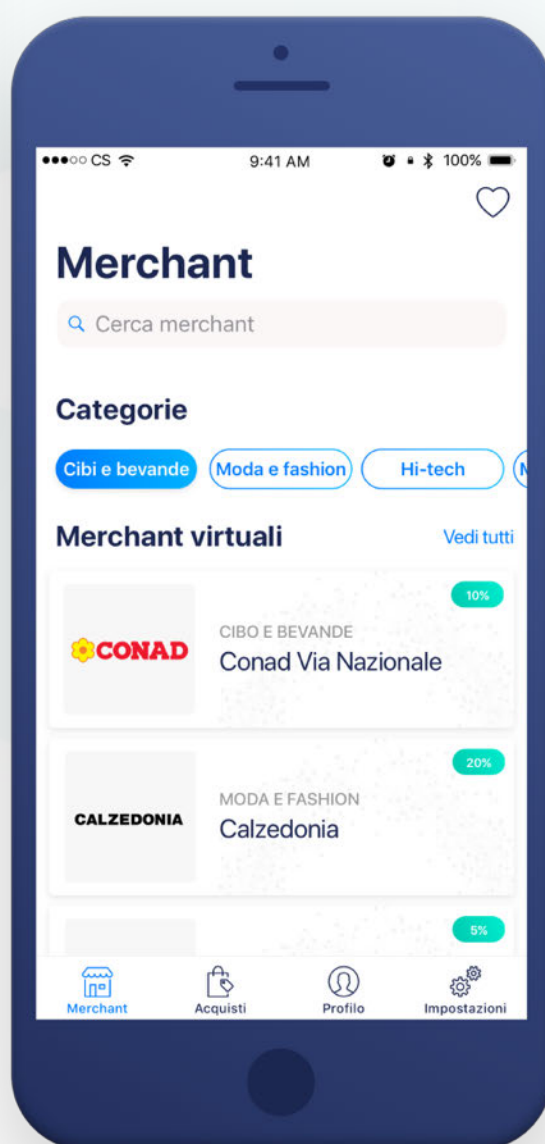 CS 9:41 AM 100%
Merchant
Cerca merchant
Categorie
Cibi e bevande Moda e fashion Hi-tech
Merchant virtuali Vedi tutti
10%
CONAD
CIBO E BEVANDE
Conad Via Nazionale
20%
CALZEDONIA
MODA E FASHION
Calzedonia
5%
Merchant Acquisti Profilo Impostazioni